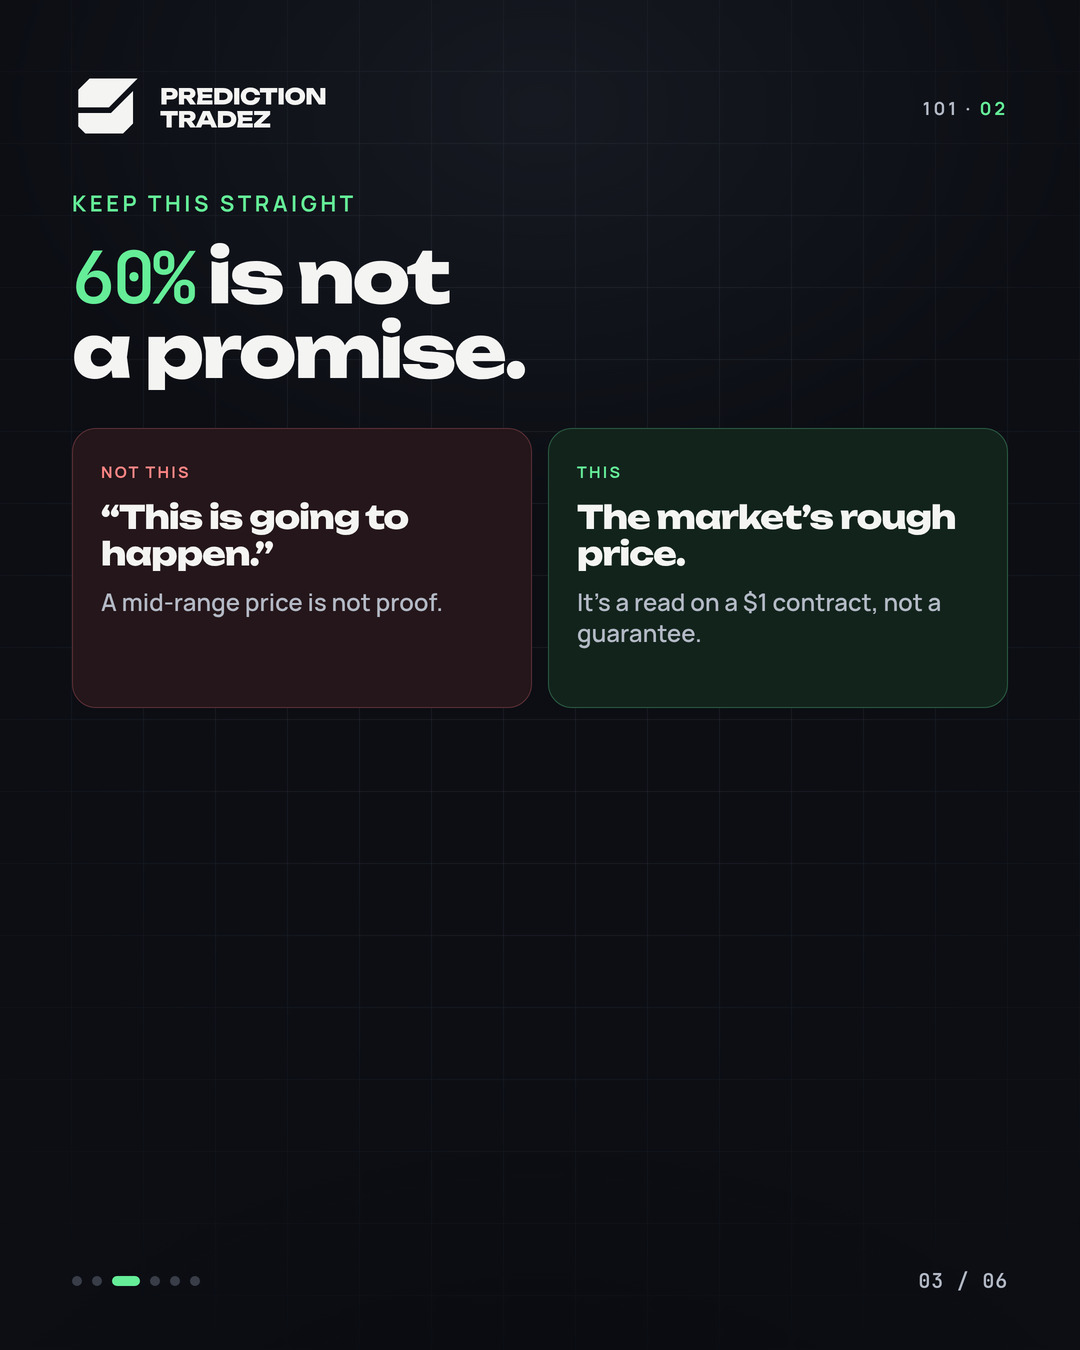 PREDICTION
TRADEZ
101 · 02
KEEP THIS STRAIGHT
60% is not
a promise.
NOT THIS
“This is going to
happen.”
A mid-range price is not proof.
THIS
The market’s rough
price.
It’s a read on a $1 contract, not a
guarantee.
03 / 06